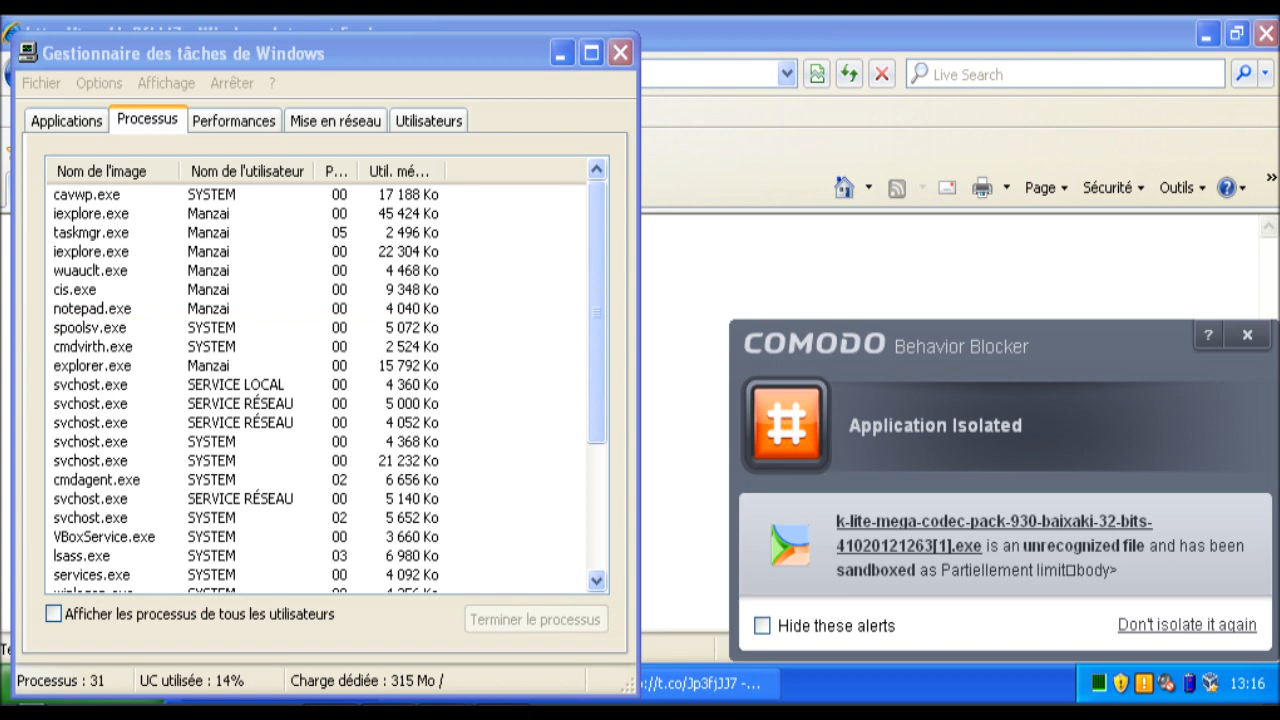 Gestionnaire des tâches de Windows
Fichier Options Affichage Arrêter ?
Live Search
Applications Processus Performances Mise en réseau Utilisateurs
Page Sécurité Outils ? »
Nom de l'image Nom de l'utilisateur P... Util. mé...
cavwp.exe SYSTEM 00 17 188 Ko
iexplore.exe Manzai 00 45 424 Ko
taskmgr.exe Manzai 05 2 496 Ko
iexplore.exe Manzai 00 22 304 Ko
wuauclt.exe Manzai 00 4 468 Ko
cis.exe Manzai 00 9 348 Ko
notepad.exe Manzai 00 4 040 Ko
spoolsv.exe SYSTEM 00 5 072 Ko
cmdvirth.exe SYSTEM 00 2 524 Ko
explorer.exe Manzai 00 15 792 Ko
svchost.exe SERVICE LOCAL 00 4 360 Ko
svchost.exe SERVICE RÉSEAU 00 5 000 Ko
svchost.exe SERVICE RÉSEAU 00 4 052 Ko
svchost.exe SYSTEM 00 4 368 Ko
svchost.exe SYSTEM 00 21 232 Ko
cmdagent.exe SYSTEM 02 6 656 Ko
svchost.exe SERVICE RÉSEAU 00 5 140 Ko
svchost.exe SYSTEM 02 5 652 Ko
VBoxService.exe SYSTEM 00 3 660 Ko
lsass.exe SYSTEM 03 6 980 Ko
services.exe SYSTEM 00 4 092 Ko
Afficher les processus de tous les utilisateurs
Terminer le processus
Processus : 31 UC utilisée : 14% Charge dédiée : 315 Mo /
COMODO Behavior Blocker ? x
Application Isolated
k-lite-mega-codec-pack-930-baixaki-32-bits-
41020121263[1].exe is an unrecognized file and has been
sandboxed as Partiellement limit□body>
Hide these alerts Don't isolate it again
://t.co/Jp3fjJJ7 -... 13:16